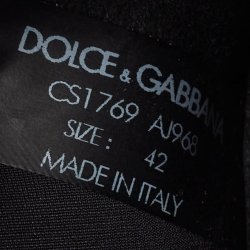 DOLCE & GABBANA
CS1769 AJ968
SIZE: 42
MADE IN ITALY